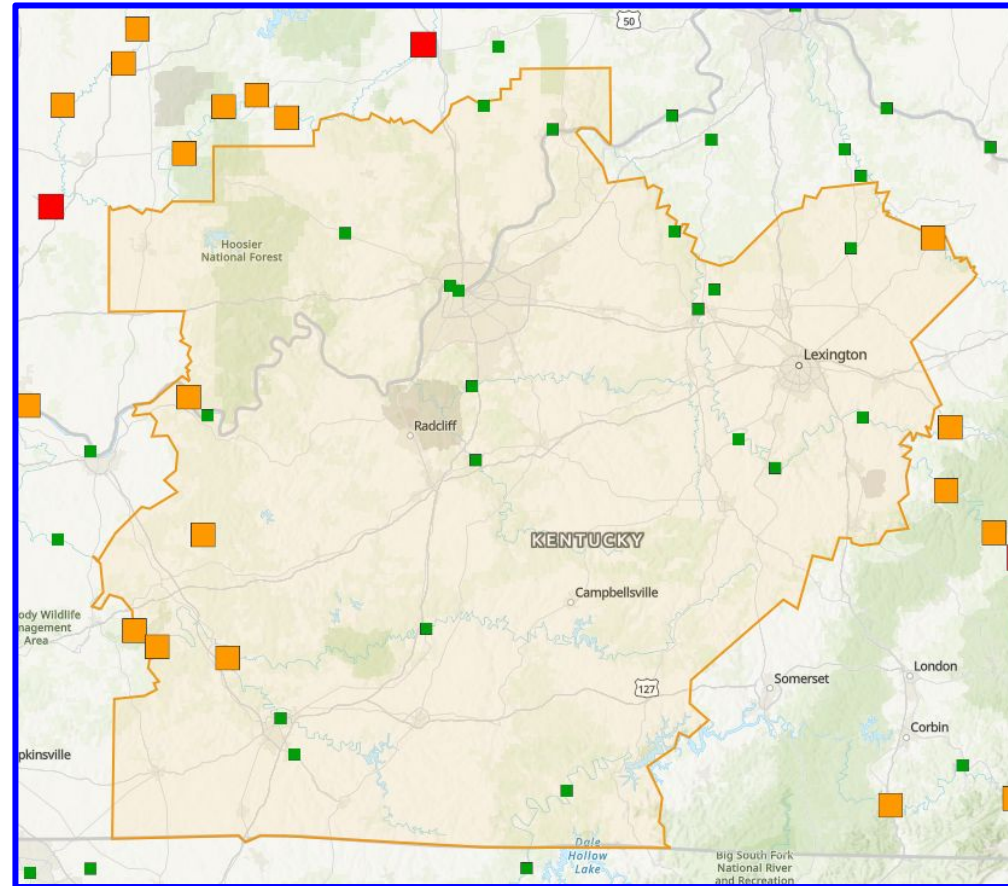 50
Hoosier
National Forest
Lexington
Radcliff
KENTUCKY
Campbellsville
ody Wildlife
nagement
Area
127
Somerset
London
Corbin
pkinsville
Dale
Hollow
Lake
Big South Fork
National River
and Recreation